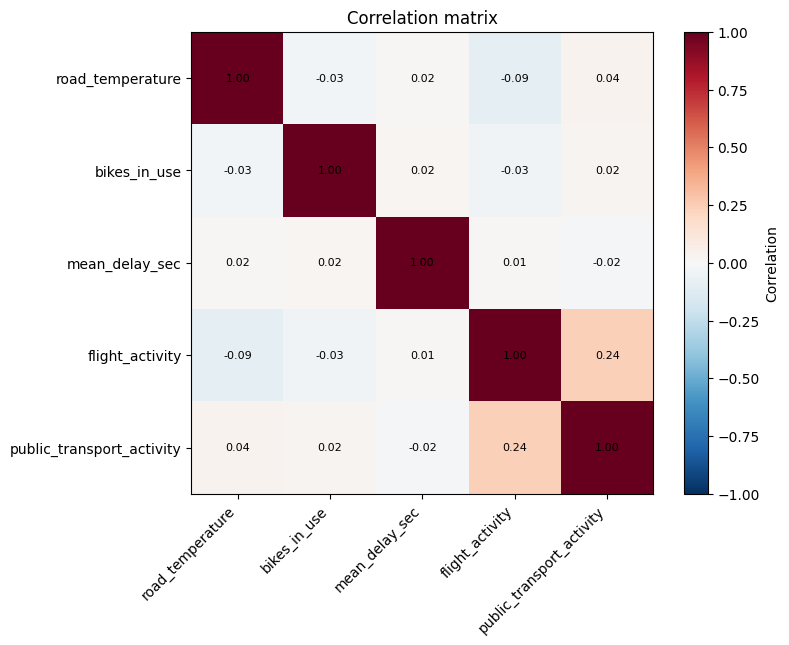 Correlation matrix
road_temperature 1.00 -0.03 0.02 -0.09 0.04
bikes_in_use -0.03 1.00 0.02 -0.03 0.02
mean_delay_sec 0.02 0.02 1.00 0.01 -0.02
flight_activity -0.09 -0.03 0.01 1.00 0.24
public_transport_activity 0.04 0.02 -0.02 0.24 1.00
road_temperature
bikes_in_use
mean_delay_sec
flight_activity
public_transport_activity
1.00
0.75
0.50
0.25
0.00
−0.25
−0.50
−0.75
−1.00
Correlation